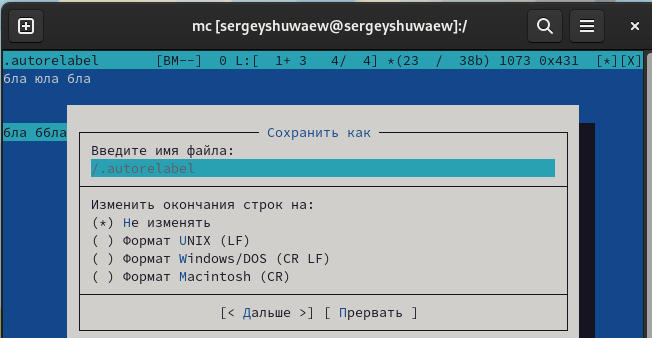 mc [sergeyshuwaew@sergeyshuwaew]:/
.autorelabel [BM--] 0 L:[ 1+ 3 4/ 4] *(23 / 38b) 1073 0x431 [*][X]
бла юла бла
бла ббла
Сохранить как
Введите имя файла:
/.autorelabel
Изменить окончания строк на:
(*) Не изменять
( ) Формат UNIX (LF)
( ) Формат Windows/DOS (CR LF)
( ) Формат Macintosh (CR)
[< Дальше >] [ Прервать ]